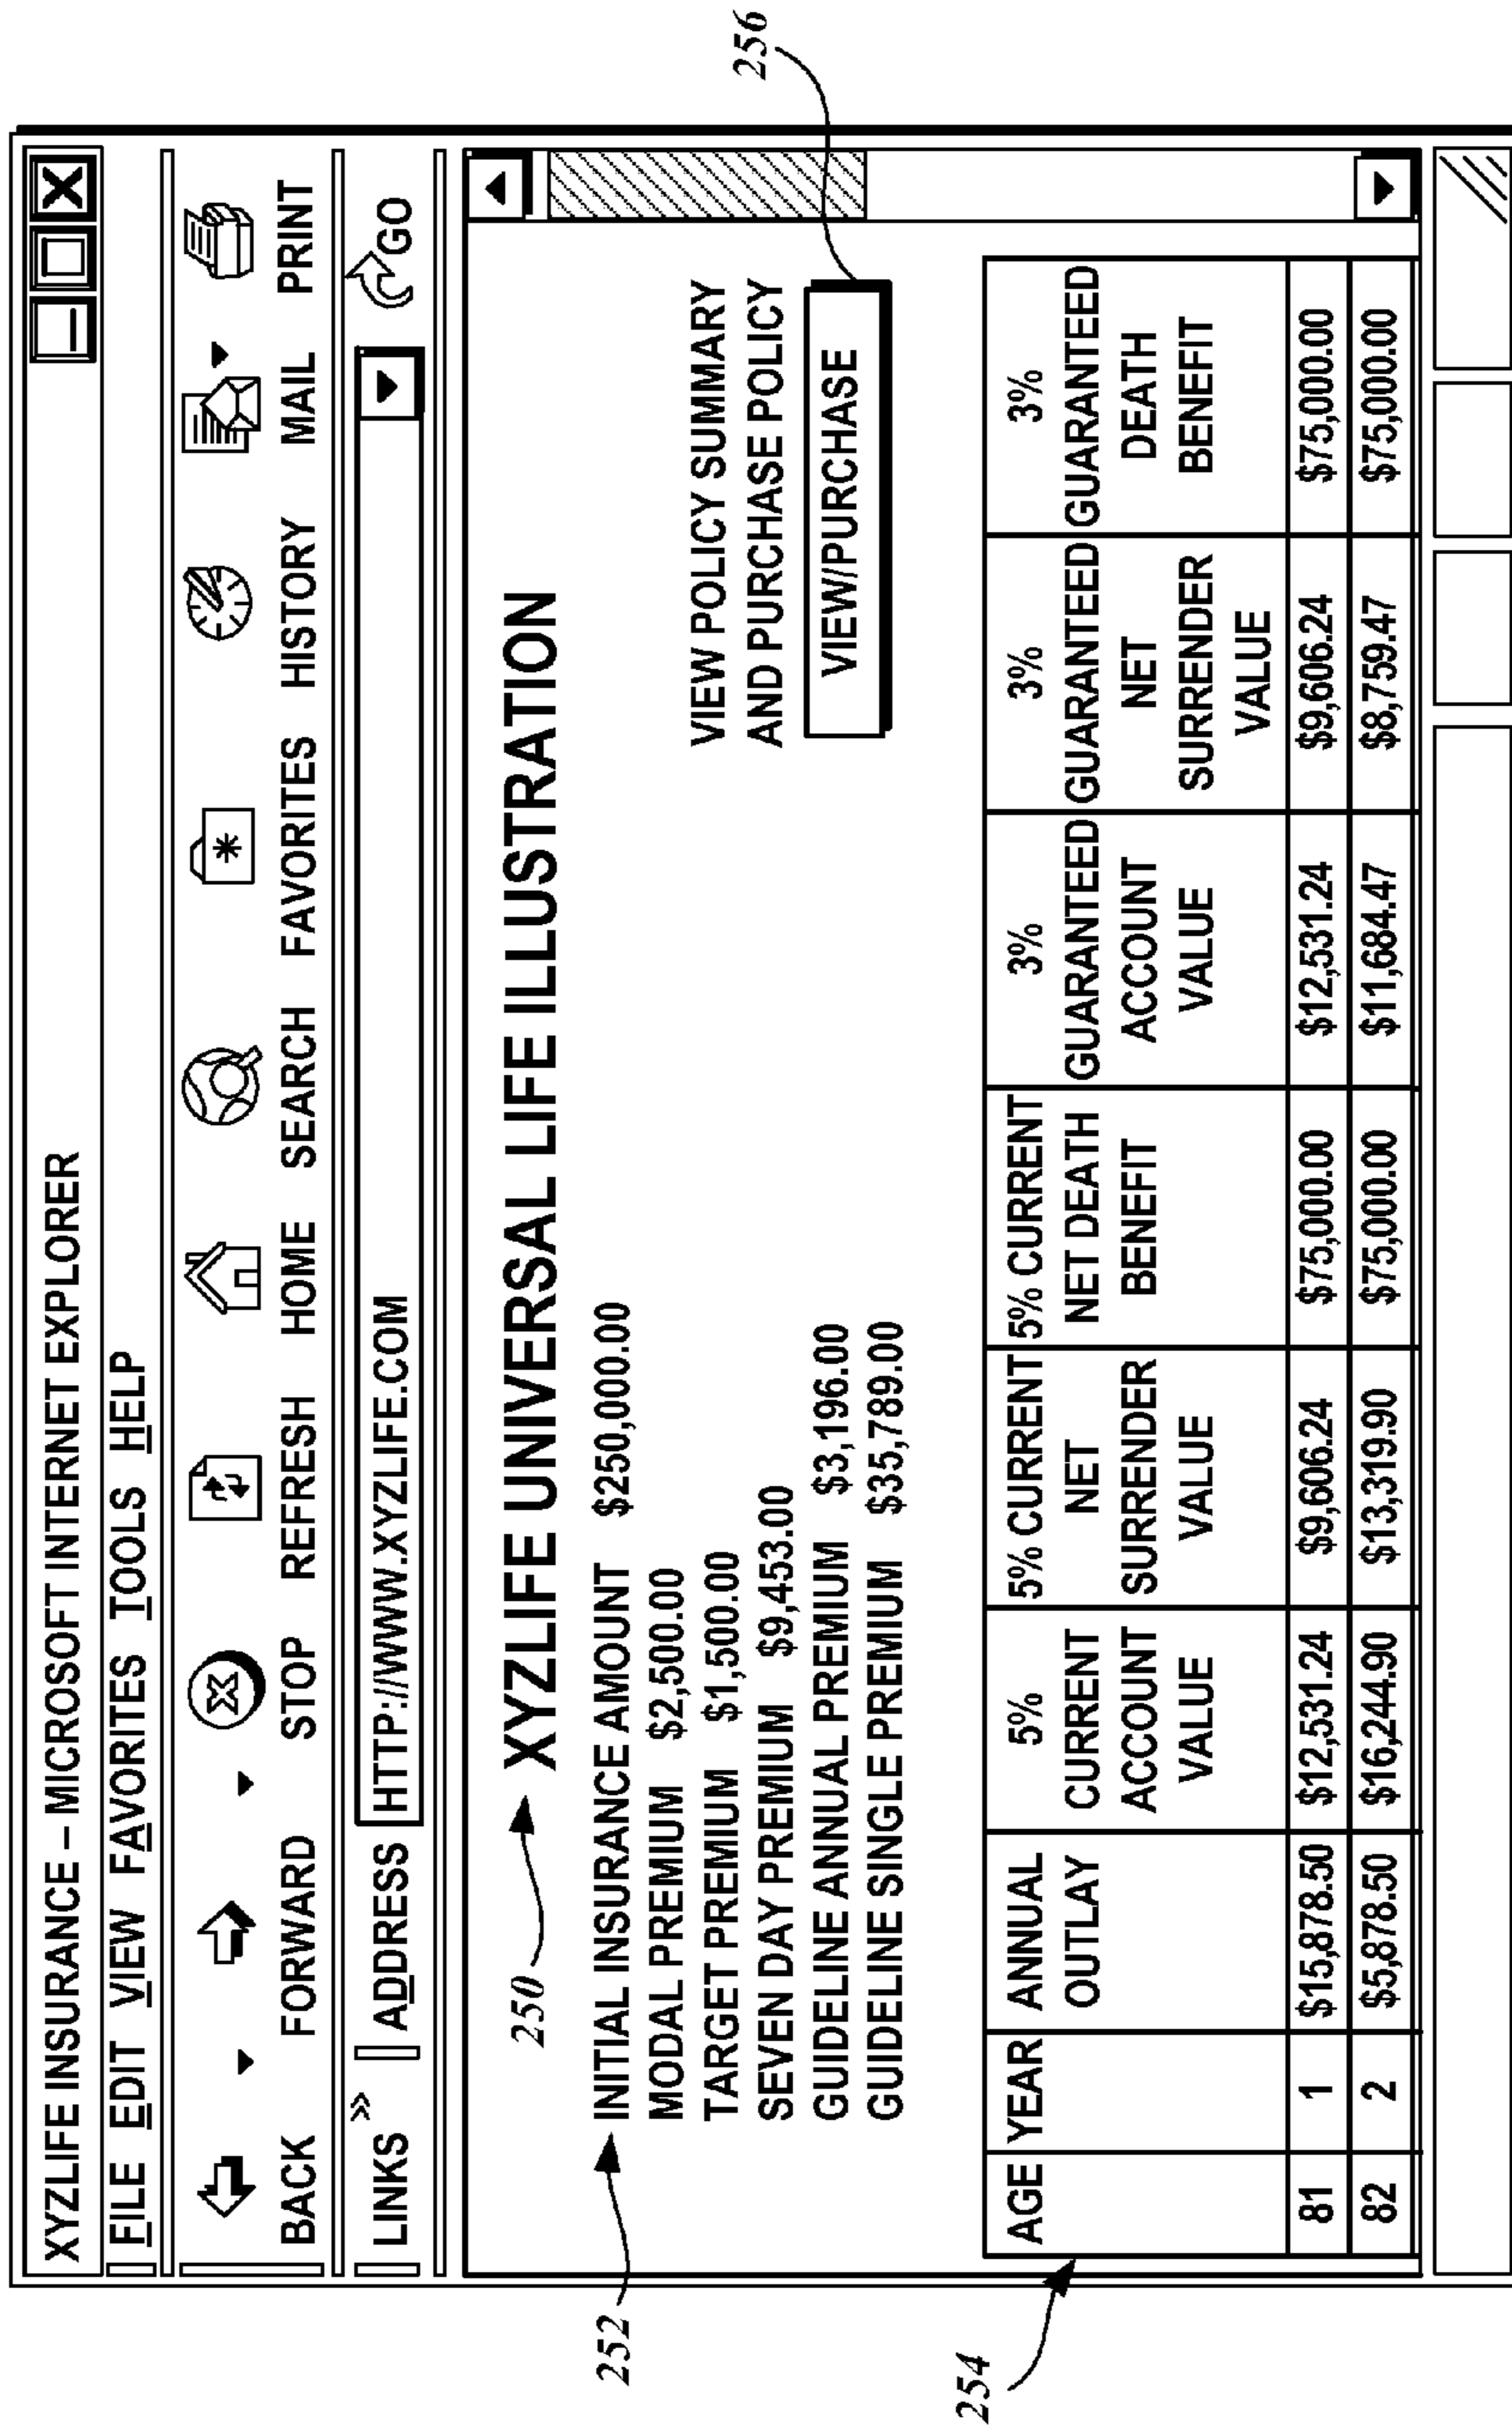 XYZLIFE INSURANCE – MICROSOFT INTERNET EXPLORER
FILE EDIT VIEW FAVORITES TOOLS HELP
BACK FORWARD STOP REFRESH HOME SEARCH FAVORITES HISTORY MAIL PRINT
LINKS » ADDRESS HTTP://WWW.XYZLIFE.COM GO
250 XYZLIFE UNIVERSAL LIFE ILLUSTRATION
252 INITIAL INSURANCE AMOUNT $250,000.00
MODAL PREMIUM $2,500.00
TARGET PREMIUM $1,500.00
SEVEN DAY PREMIUM $9,453.00
GUIDELINE ANNUAL PREMIUM $3,196.00
GUIDELINE SINGLE PREMIUM $35,789.00
VIEW POLICY SUMMARY
AND PURCHASE POLICY
VIEW/PURCHASE
256
254
AGE
YEAR
ANNUAL
OUTLAY
5%
CURRENT
ACCOUNT
VALUE
5% CURRENT
NET
SURRENDER
VALUE
5% CURRENT
NET DEATH
BENEFIT
3%
GUARANTEED
ACCOUNT
VALUE
3%
GUARANTEED
NET
SURRENDER
VALUE
3%
GUARANTEED
DEATH
BENEFIT
81 1 $15,878.50 $12,531.24 $9,606.24 $75,000.00 $12,531.24 $9,606.24 $75,000.00
82 2 $5,878.50 $16,244.90 $13,319.90 $75,000.00 $11,684.47 $8,759.47 $75,000.00